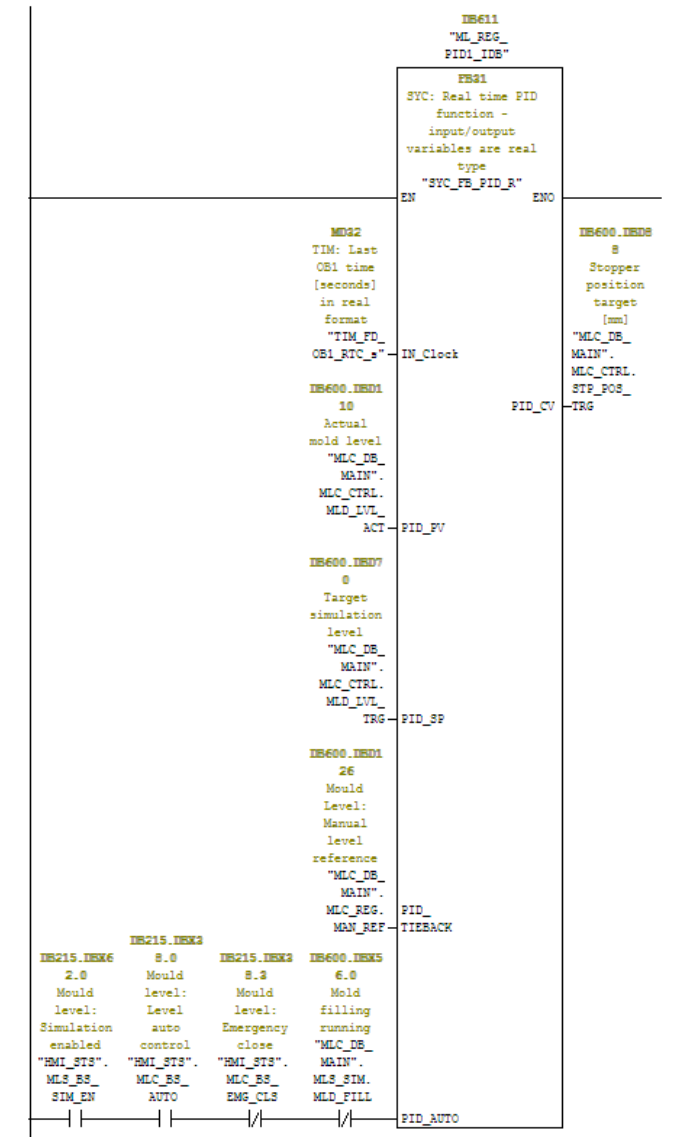 DB611
"ML_REG_
PID1_IDB"
FB31
SYC: Real time PID
function -
input/output
variables are real
type
"SYC_FB_PID_R"
EN ENO
MD32
TIM: Last
OB1 time
[seconds]
in real
format
"TIM_FD_
OB1_RTC_s"
IN_Clock
DB600.DBD8
8
Stopper
position
target
[mm]
"MLC_DB_
MAIN".
MLC_CTRL.
STP_POS_
TRG
PID_CV
DB600.DBD1
10
Actual
mold level
"MLC_DB_
MAIN".
MLC_CTRL.
MLD_LVL_
ACT
PID_PV
DB600.DBD7
0
Target
simulation
level
"MLC_DB_
MAIN".
MLC_CTRL.
MLD_LVL_
TRG
PID_SP
DB600.DBD1
26
Mould
Level:
Manual
level
reference
"MLC_DB_
MAIN".
MLC_REG.
MAN_REF
PID_
TIEBACK
DB215.DBX6
2.0
Mould
level:
Simulation
enabled
"HMI_STS".
MLS_BS_
SIM_EN
DB215.DBX3
8.0
Mould
level:
Level
auto
control
"HMI_STS".
MLC_BS_
AUTO
DB215.DBX3
8.3
Mould
level:
Emergency
close
"HMI_STS".
MLC_BS_
EMG_CLS
DB600.DBX5
6.0
Mold
filling
running
"MLC_DB_
MAIN".
MLS_SIM.
MLD_FILL
PID_AUTO